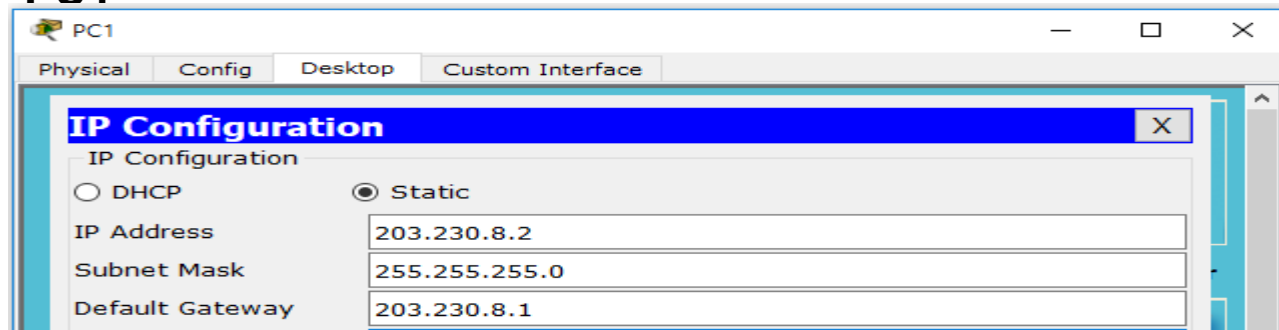 PC1
Physical Config Desktop Custom Interface
IP Configuration X
IP Configuration
DHCP Static
IP Address 203.230.8.2
Subnet Mask 255.255.255.0
Default Gateway 203.230.8.1